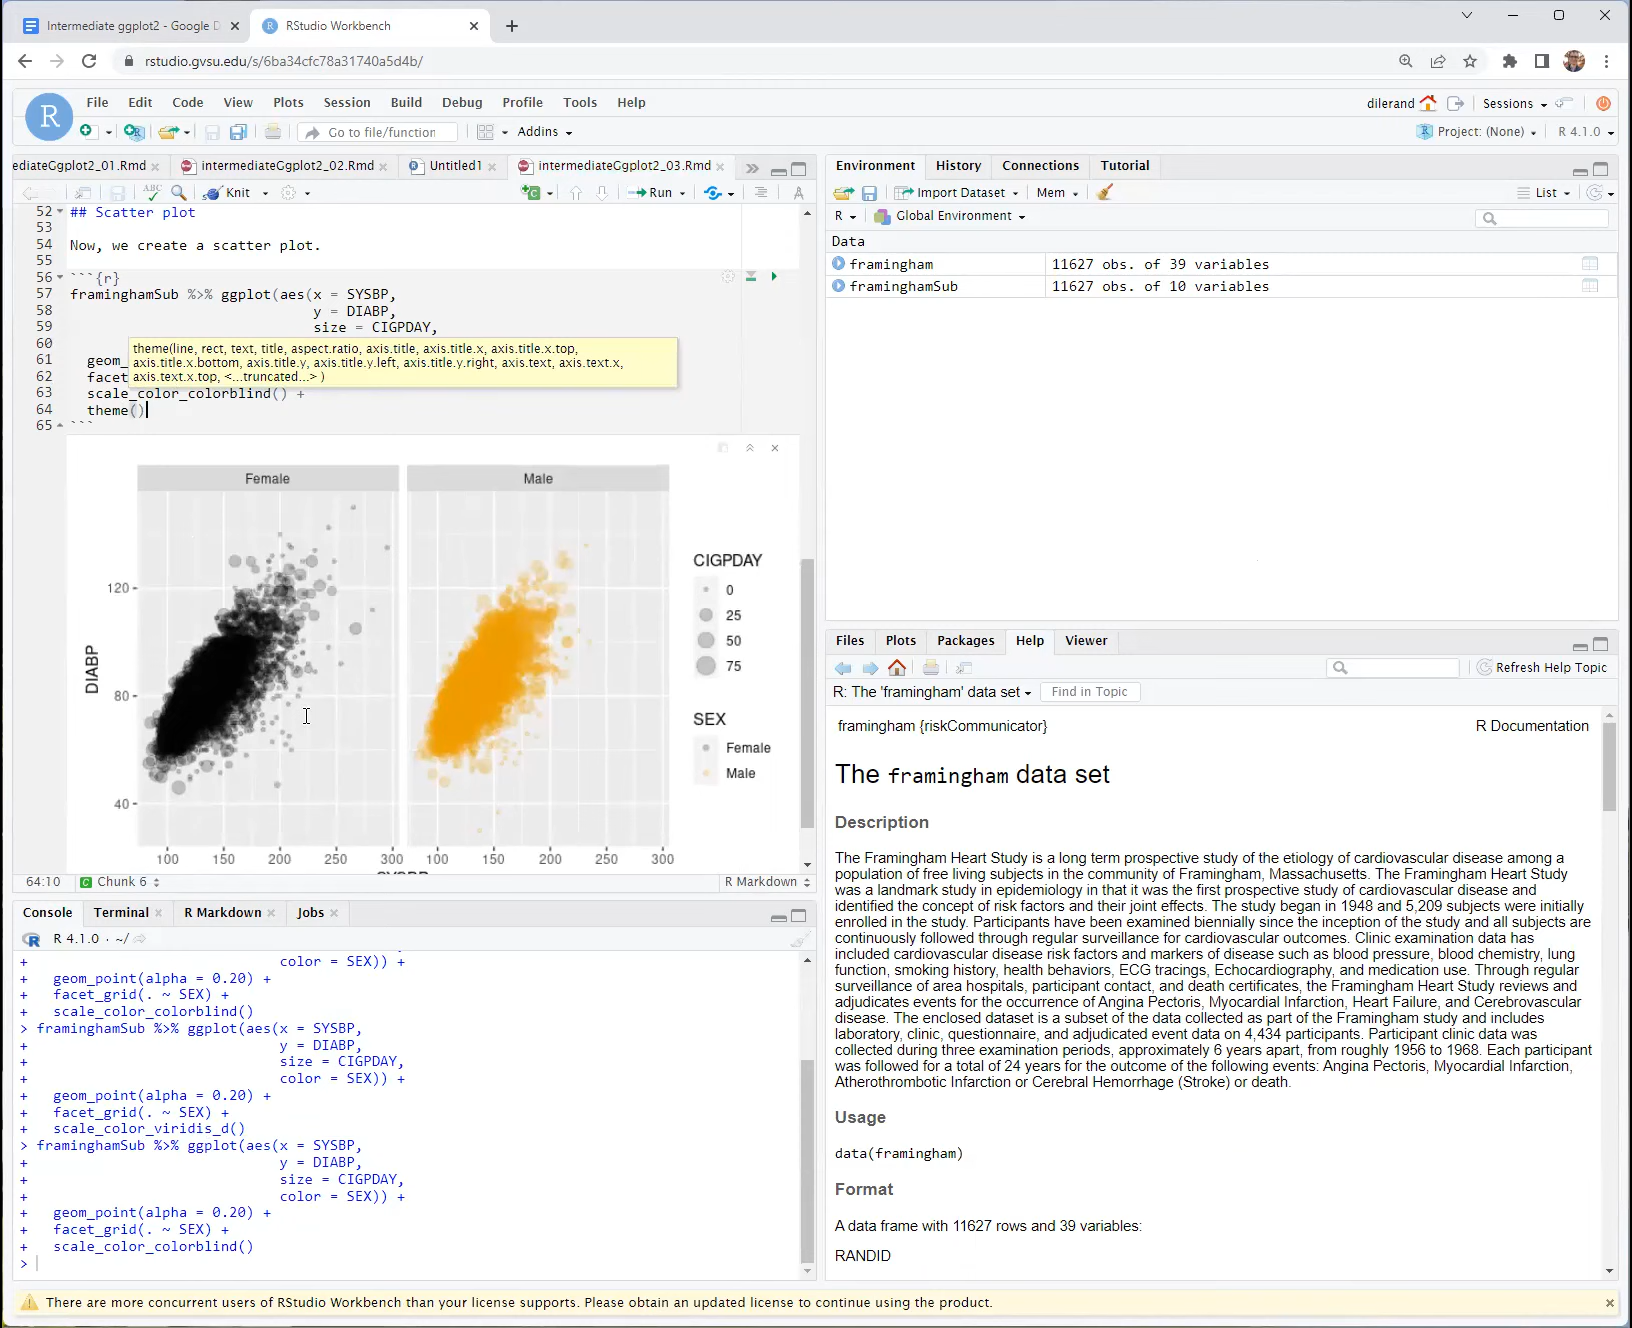 Intermediate ggplot2 - Google D
RStudio Workbench
rstudio.gvsu.edu/s/6ba34cfc78a31740a5d4b/
R
File Edit Code View Plots Session Build Debug Profile Tools Help
dilerand Sessions
Go to file/function Addins
Project: (None) R 4.1.0
ediateGgplot2_01.Rmd intermediateGgplot2_02.Rmd Untitled1 intermediateGgplot2_03.Rmd
ABC Knit Run
52 ## Scatter plot
53
54 Now, we create a scatter plot.
55
56 ```{r}
57 framinghamSub %>% ggplot(aes(x = SYSBP,
58 y = DIABP,
59 size = CIGPDAY,
60
61 geom_
62 facet
63 scale_color_colorblind() +
64 theme()
65 ```
theme(line, rect, text, title, aspect.ratio, axis.title, axis.title.x, axis.title.x.top,
axis.title.x.bottom, axis.title.y, axis.title.y.left, axis.title.y.right, axis.text, axis.text.x,
axis.text.x.top, <...truncated...> )
Female Male
DIABP
120
80
40
100 150 200 250 300 100 150 200 250 300
SYSBP
CIGPDAY
0
25
50
75
SEX
Female
Male
64:10 C Chunk 6 R Markdown
Console Terminal R Markdown Jobs
R R 4.1.0 · ~/
+ color = SEX)) +
+ geom_point(alpha = 0.20) +
+ facet_grid(. ~ SEX) +
+ scale_color_colorblind()
> framinghamSub %>% ggplot(aes(x = SYSBP,
+ y = DIABP,
+ size = CIGPDAY,
+ color = SEX)) +
+ geom_point(alpha = 0.20) +
+ facet_grid(. ~ SEX) +
+ scale_color_viridis_d()
> framinghamSub %>% ggplot(aes(x = SYSBP,
+ y = DIABP,
+ size = CIGPDAY,
+ color = SEX)) +
+ geom_point(alpha = 0.20) +
+ facet_grid(. ~ SEX) +
+ scale_color_colorblind()
>
Environment History Connections Tutorial
Import Dataset Mem List
R Global Environment
Data
framingham 11627 obs. of 39 variables
framinghamSub 11627 obs. of 10 variables
Files Plots Packages Help Viewer
Refresh Help Topic
R: The 'framingham' data set Find in Topic
framingham {riskCommunicator} R Documentation
The framingham data set
Description
The Framingham Heart Study is a long term prospective study of the etiology of cardiovascular disease among a
population of free living subjects in the community of Framingham, Massachusetts. The Framingham Heart Study
was a landmark study in epidemiology in that it was the first prospective study of cardiovascular disease and
identified the concept of risk factors and their joint effects. The study began in 1948 and 5,209 subjects were initially
enrolled in the study. Participants have been examined biennially since the inception of the study and all subjects are
continuously followed through regular surveillance for cardiovascular outcomes. Clinic examination data has
included cardiovascular disease risk factors and markers of disease such as blood pressure, blood chemistry, lung
function, smoking history, health behaviors, ECG tracings, Echocardiography, and medication use. Through regular
surveillance of area hospitals, participant contact, and death certificates, the Framingham Heart Study reviews and
adjudicates events for the occurrence of Angina Pectoris, Myocardial Infarction, Heart Failure, and Cerebrovascular
disease. The enclosed dataset is a subset of the data collected as part of the Framingham study and includes
laboratory, clinic, questionnaire, and adjudicated event data on 4,434 participants. Participant clinic data was
collected during three examination periods, approximately 6 years apart, from roughly 1956 to 1968. Each participant
was followed for a total of 24 years for the outcome of the following events: Angina Pectoris, Myocardial Infarction,
Atherothrombotic Infarction or Cerebral Hemorrhage (Stroke) or death.
Usage
data(framingham)
Format
A data frame with 11627 rows and 39 variables:
RANDID
There are more concurrent users of RStudio Workbench than your license supports. Please obtain an updated license to continue using the product.